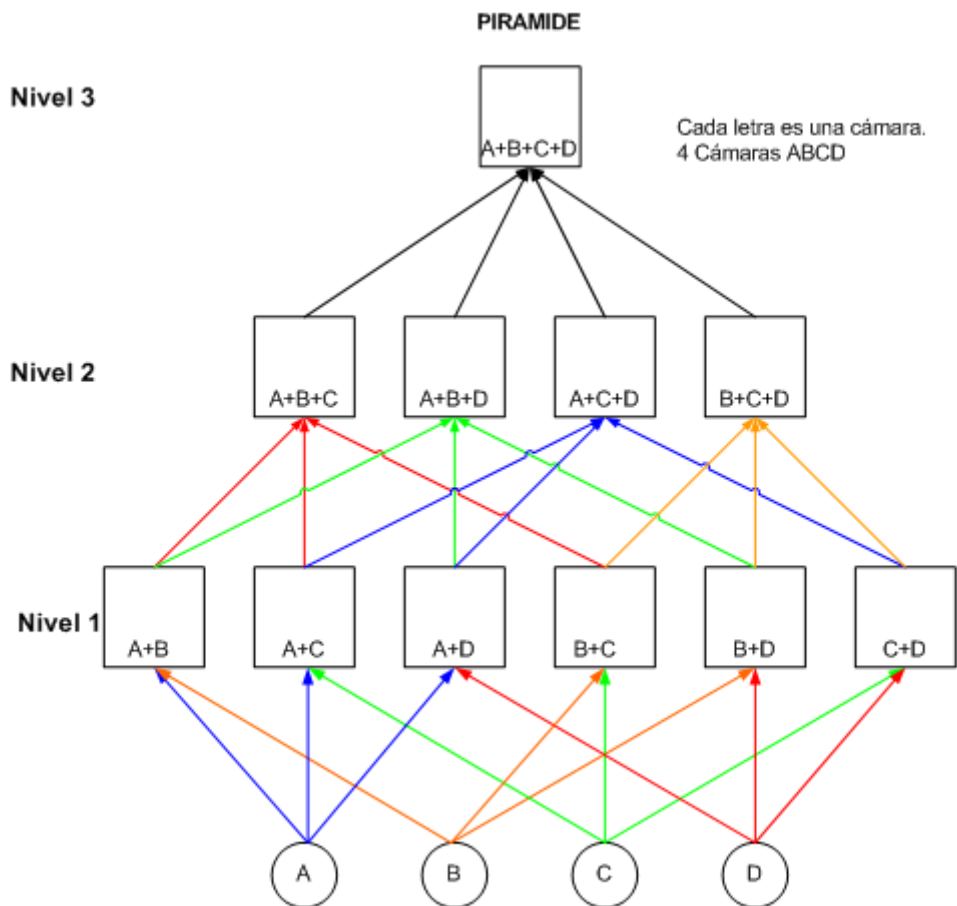 PIRAMIDE
Nivel 3
A+B+C+D
Cada letra es una cámara.
4 Cámaras ABCD
Nivel 2
A+B+C
A+B+D
A+C+D
B+C+D
Nivel 1
A+B
A+C
A+D
B+C
B+D
C+D
A
B
C
D